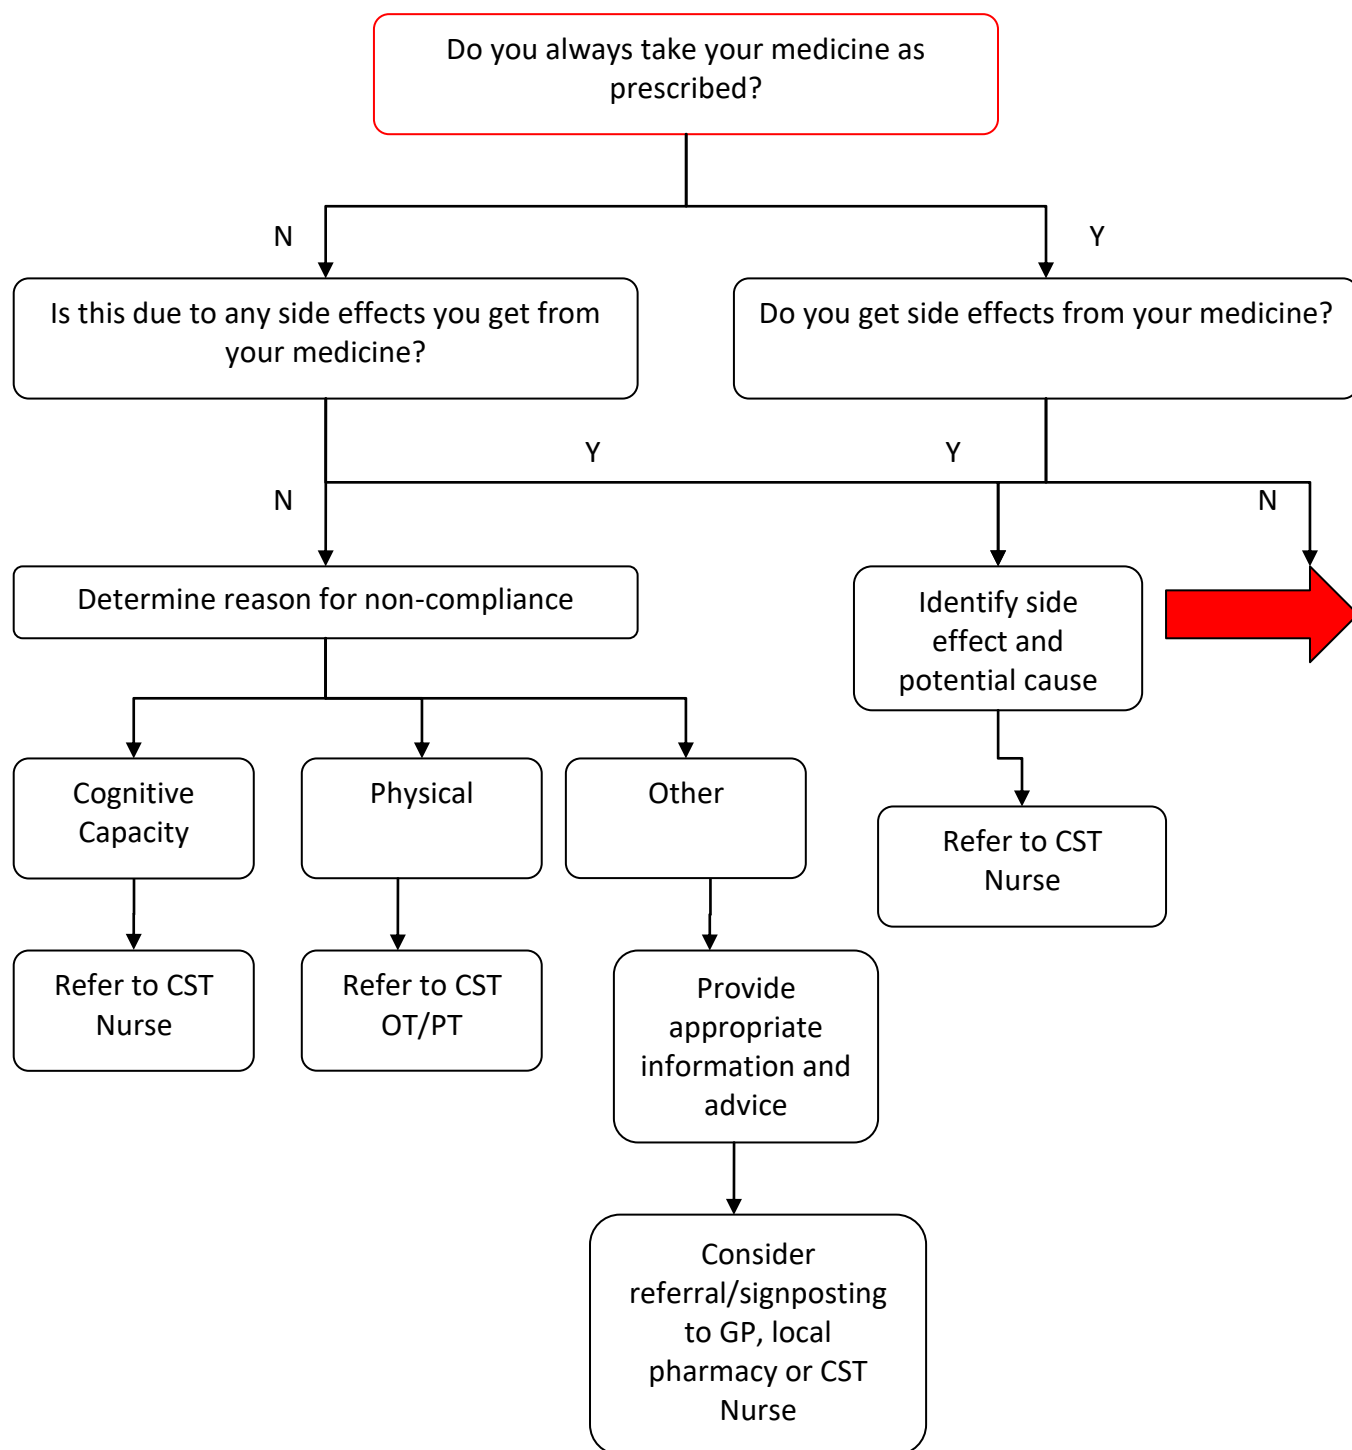 Do you always take your medicine as
prescribed?
N
Y
Is this due to any side effects you get from
your medicine?
Do you get side effects from your medicine?
Y
Y
N
N
Determine reason for non-compliance
Identify side
effect and
potential cause
Cognitive
Capacity
Physical
Other
Refer to CST
Nurse
Refer to CST
Nurse
Refer to CST
OT/PT
Provide
appropriate
information and
advice
Consider
referral/signposting
to GP, local
pharmacy or CST
Nurse